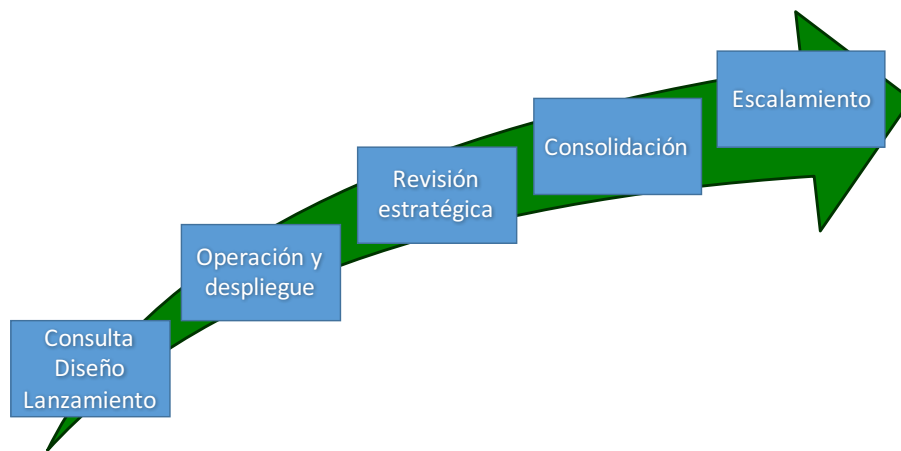 Consulta
Diseño
Lanzamiento
Operación y
despliegue
Revisión
estratégica
Consolidación
Escalamiento